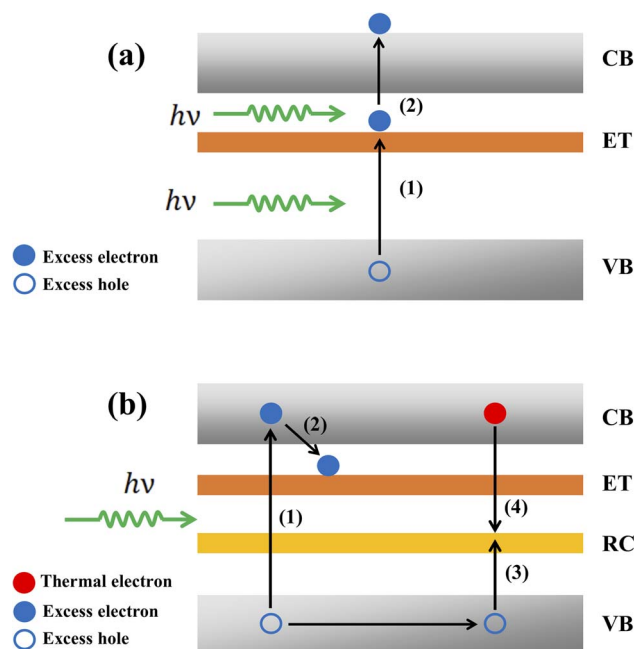 (a)
CB
hν
(2)
ET
hν
(1)
Excess electron
Excess hole
VB
(b)
CB
(2)
hν
ET
(1)
(4)
RC
Thermal electron
(3)
Excess electron
Excess hole
VB